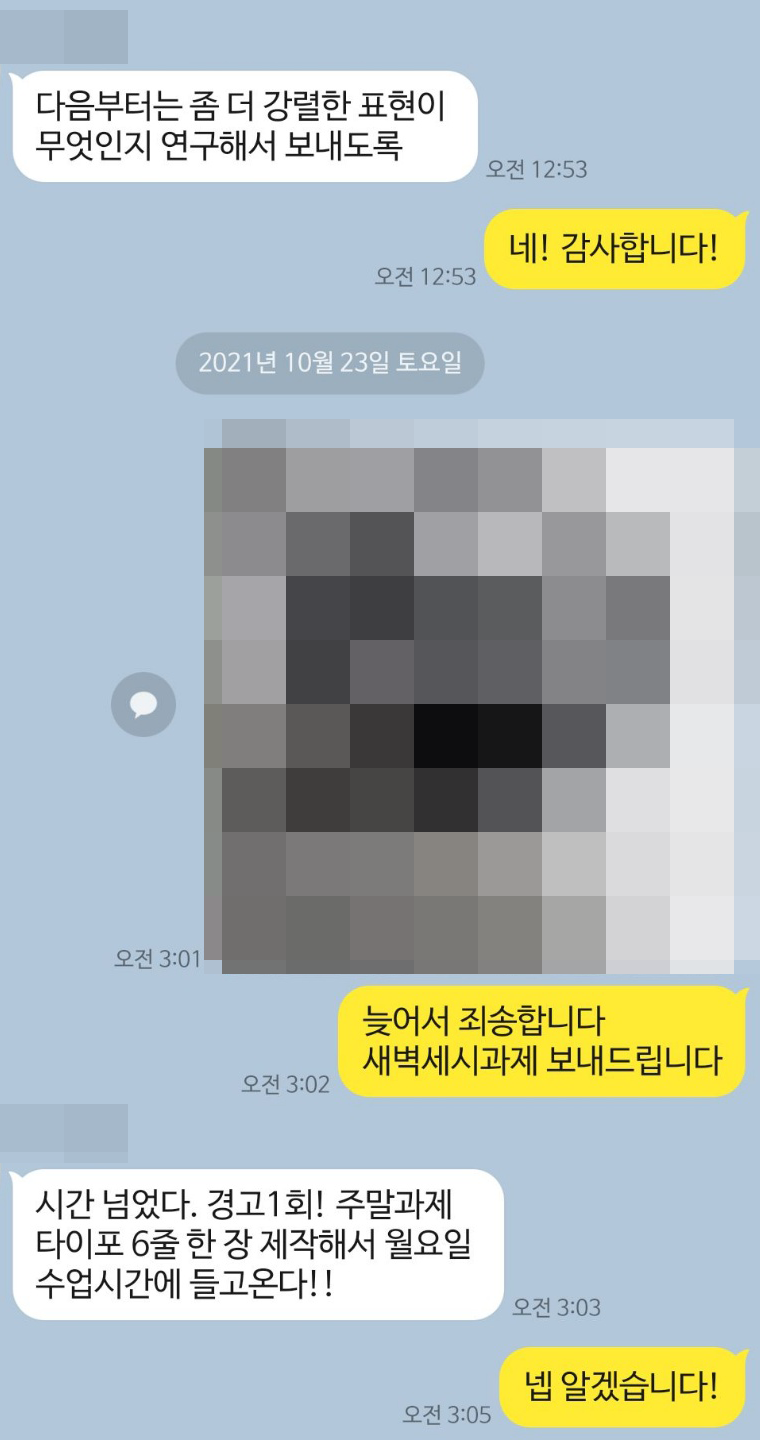 다음부터는 좀 더 강렬한 표현이
무엇인지 연구해서 보내도록
오전 12:53
네! 감사합니다!
오전 12:53
2021년 10월 23일 토요일
오전 3:01
늦어서 죄송합니다
새벽세시과제 보내드립니다
오전 3:02
시간 넘었다. 경고1회! 주말과제
타이포 6줄 한 장 제작해서 월요일
수업시간에 들고온다!!
오전 3:03
넵 알겠습니다!
오전 3:05